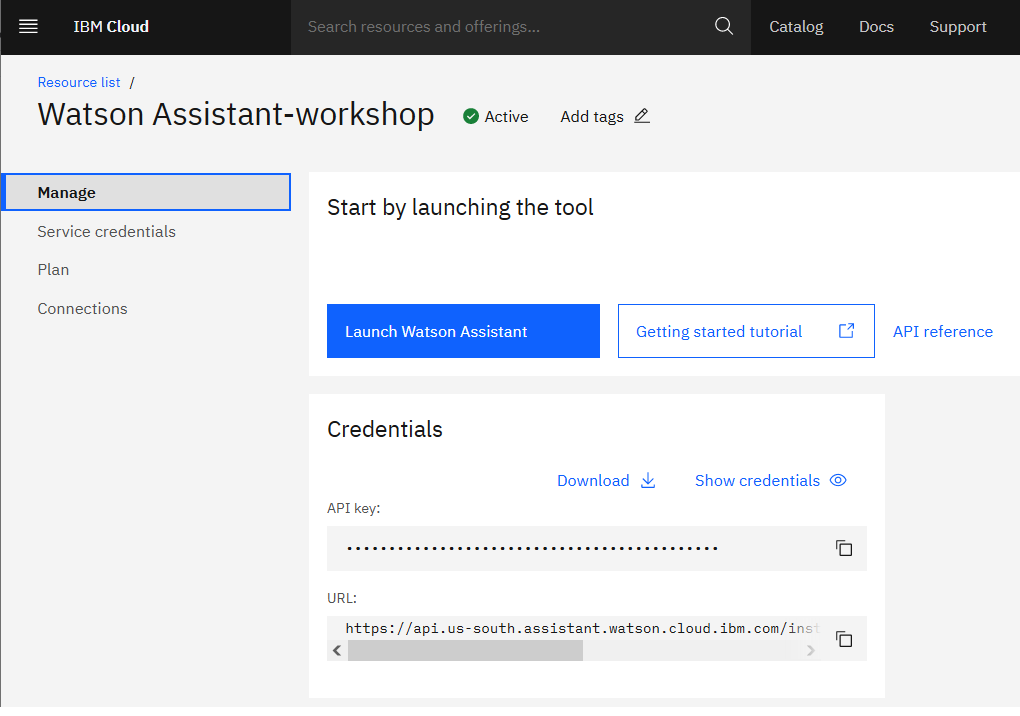 IBM Cloud
Search resources and offerings...
Catalog
Docs
Support
Resource list /
Watson Assistant-workshop
Active
Add tags
Manage
Service credentials
Plan
Connections
Start by launching the tool
Launch Watson Assistant
Getting started tutorial
API reference
Credentials
Download
Show credentials
API key:
••••••••••••••••••••••••••••••••••••••••••••
URL:
https://api.us-south.assistant.watson.cloud.ibm.com/inst